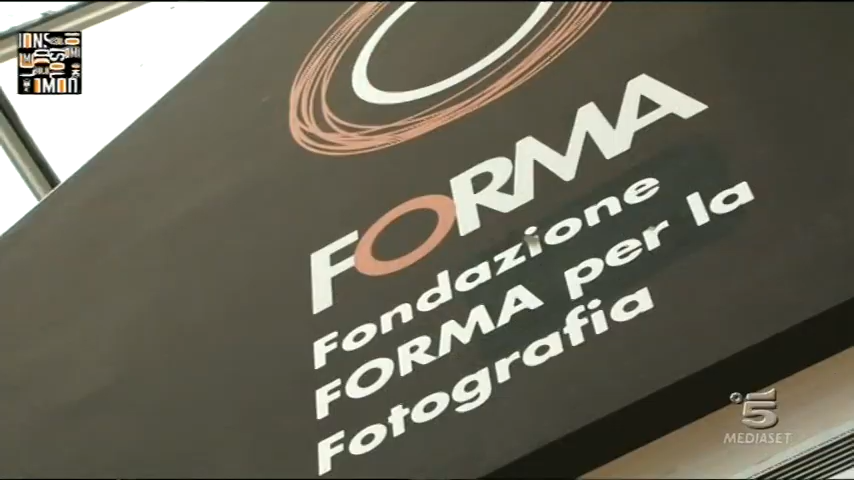 FORMA
Fondazione
FORMA per la
Fotografia
5
MEDIASET